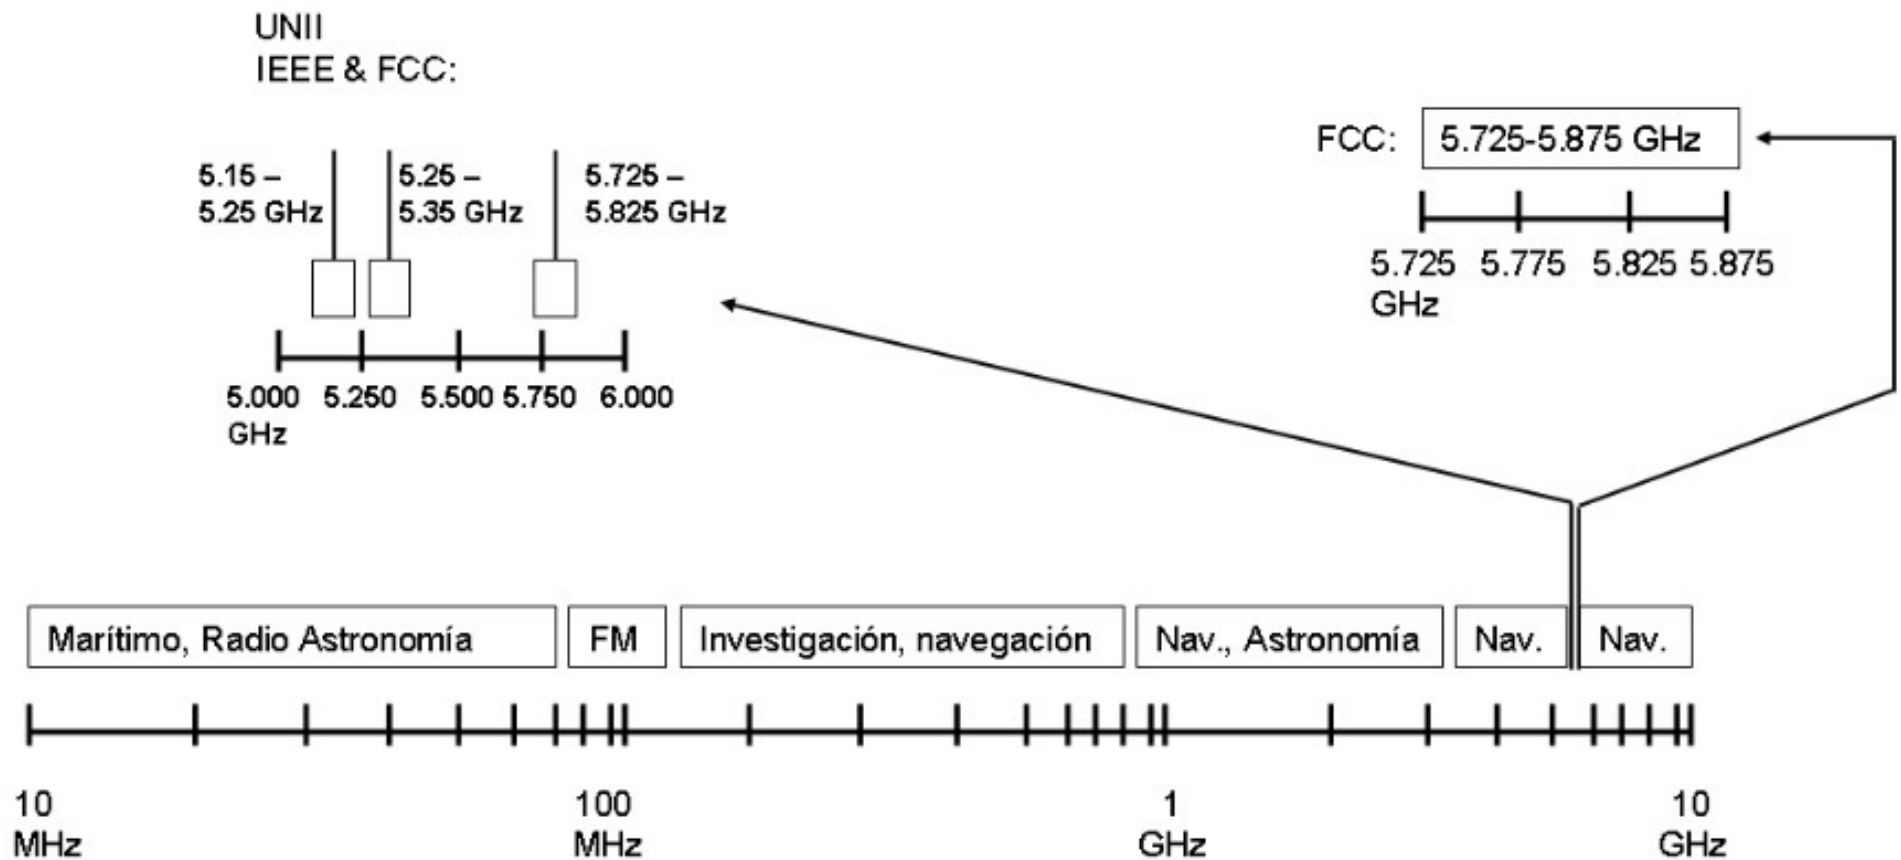 UNII
IEEE & FCC:
5.15 –
5.25 GHz
5.25 –
5.35 GHz
5.725 –
5.825 GHz
5.000 5.250 5.500 5.750 6.000
GHz
FCC: 5.725-5.875 GHz
5.725 5.775 5.825 5.875
GHz
Marítimo, Radio Astronomía FM Investigación, navegación Nav., Astronomía Nav. Nav.
10 100 1 10
MHz MHz GHz GHz